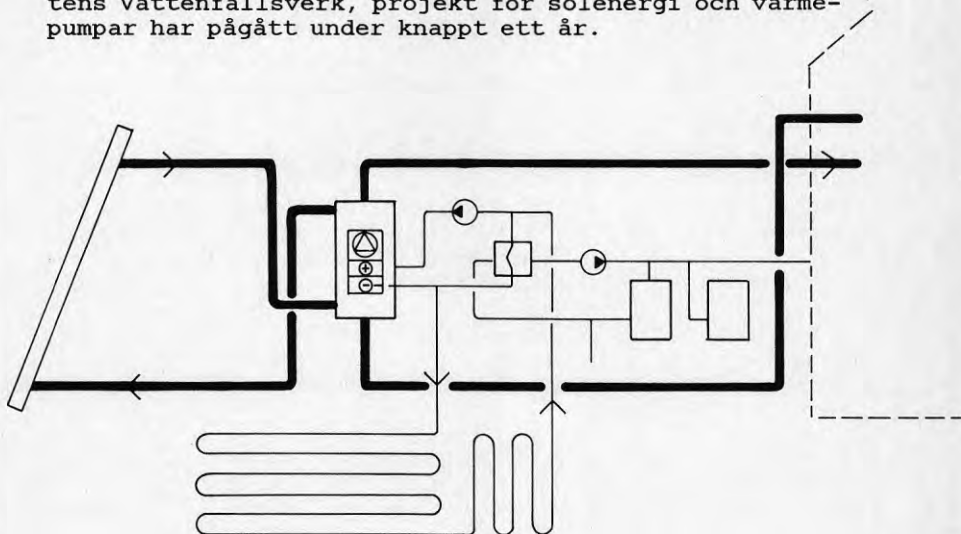 tens Vattenfallsverk, projekt för solenergi och värme-
pumpar har pågått under knappt ett år.